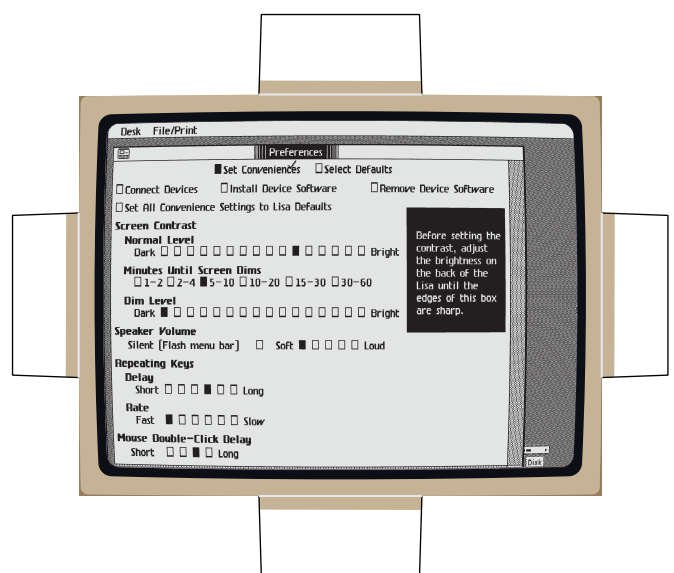 Desk File/Print
Preferences
Set Conveniences Select Defaults
Connect Devices Install Device Software Remove Device Software
Set All Convenience Settings to Lisa Defaults
Screen Contrast
Normal Level
Dark Bright
Minutes Until Screen Dims
1-2 2-4 5-10 10-20 15-30 30-60
Dim Level
Dark Bright
Before setting the
contrast, adjust
the brightness on
the back of the
Lisa until the
edges of this box
are sharp.
Speaker Volume
Silent (Flash menu bar) Soft Loud
Repeating Keys
Delay
Short Long
Rate
Fast Slow
Mouse Double-Click Delay
Short Long
Disk